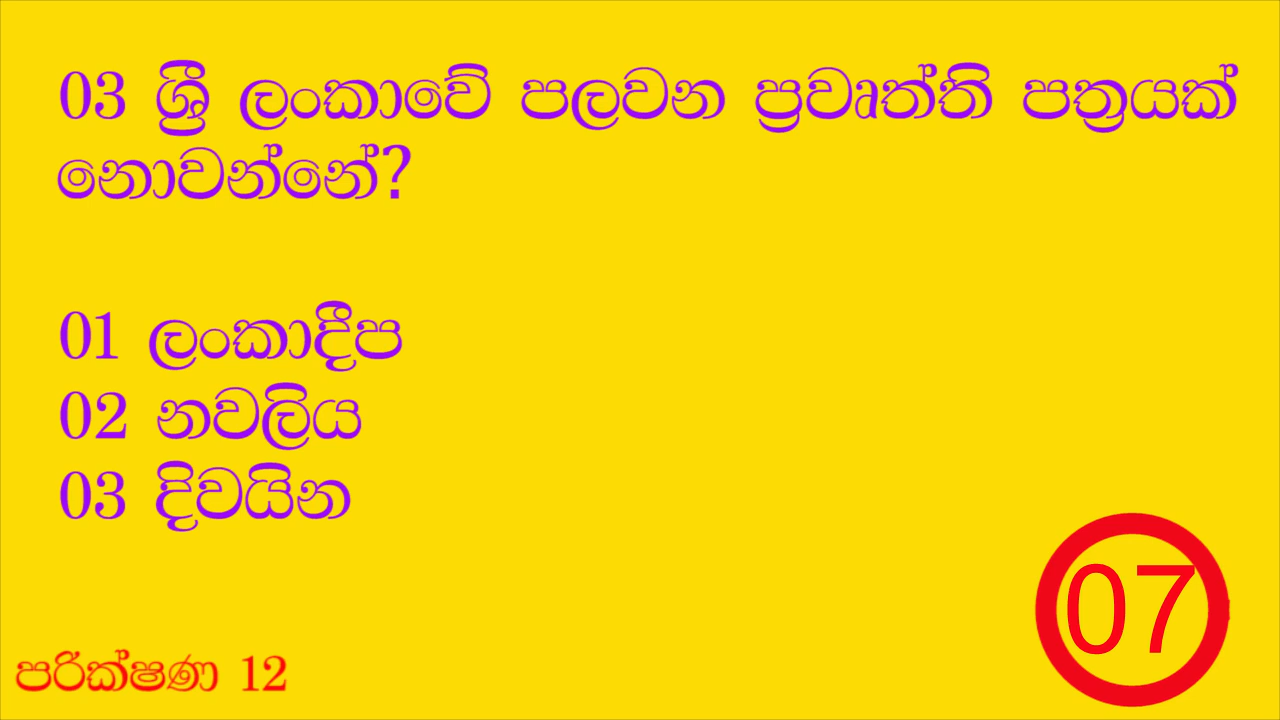 03 ශ්‍රී ලංකාවේ පලවන ප්‍රවෘත්ති පත්‍රයක්
නොවන්නේ?
01 ලංකාදීප
02 නවලිය
03 දිවයින
07
පරික්ෂණ 12